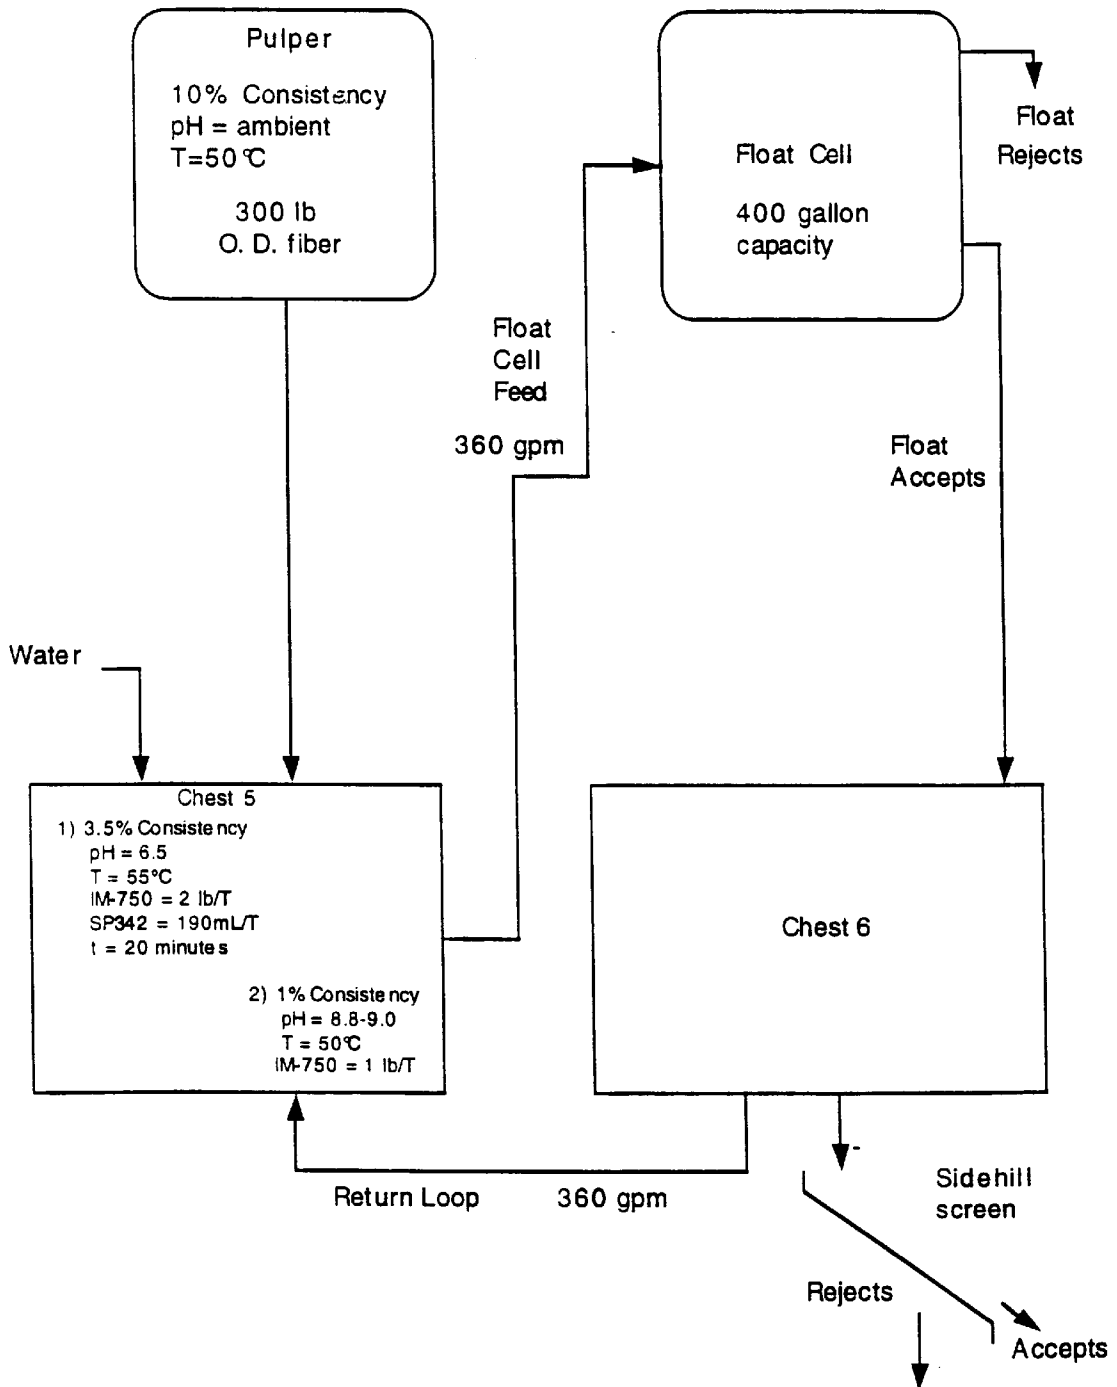 Pulper
10% Consistency
pH = ambient
T=50°C
300 lb
O. D. fiber
Float Cell
400 gallon
capacity
Float
Rejects
Float
Cell
Feed
360 gpm
Float
Accepts
Water
Chest 5
1) 3.5% Consistency
pH = 6.5
T = 55°C
IM-750 = 2 lb/T
SP342 = 190mL/T
t = 20 minutes
2) 1% Consistency
pH = 8.8-9.0
T = 50°C
IM-750 = 1 lb/T
Chest 6
Return Loop 360 gpm
Sidehill
screen
Rejects
Accepts